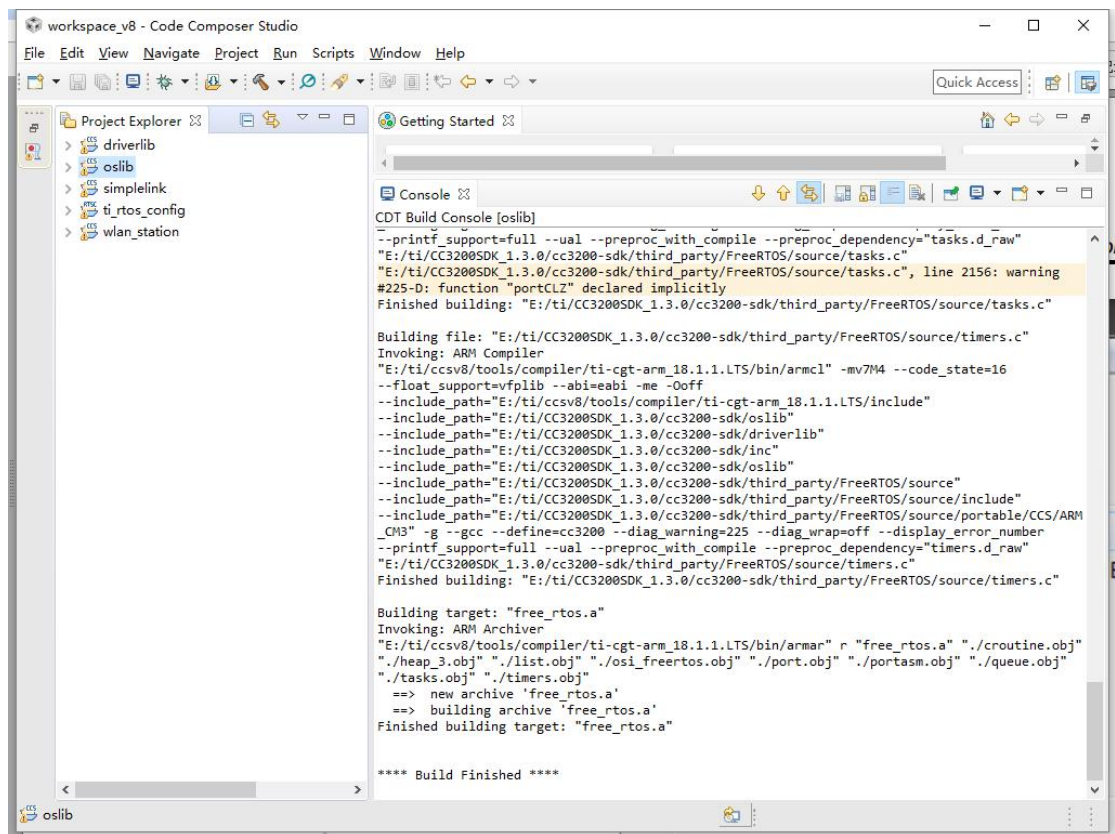 workspace_v8 - Code Composer Studio
File Edit View Navigate Project Run Scripts Window Help
Quick Access
Project Explorer
driverlib
oslib
simplelink
ti_rtos_config
wlan_station
Getting Started
Console
CDT Build Console [oslib]
--printf_support=full --ual --preproc_with_compile --preproc_dependency="tasks.d_raw"
"E:/ti/CC3200SDK_1.3.0/cc3200-sdk/third_party/FreeRTOS/source/tasks.c"
"E:/ti/CC3200SDK_1.3.0/cc3200-sdk/third_party/FreeRTOS/source/tasks.c", line 2156: warning
#225-D: function "portCLZ" declared implicitly
Finished building: "E:/ti/CC3200SDK_1.3.0/cc3200-sdk/third_party/FreeRTOS/source/tasks.c"
Building file: "E:/ti/CC3200SDK_1.3.0/cc3200-sdk/third_party/FreeRTOS/source/timers.c"
Invoking: ARM Compiler
"E:/ti/ccsv8/tools/compiler/ti-cgt-arm_18.1.1.LTS/bin/armcl" -mv7M4 --code_state=16
--float_support=vfplib --abi=eabi -me -Ooff
--include_path="E:/ti/ccsv8/tools/compiler/ti-cgt-arm_18.1.1.LTS/include"
--include_path="E:/ti/CC3200SDK_1.3.0/cc3200-sdk/oslib"
--include_path="E:/ti/CC3200SDK_1.3.0/cc3200-sdk/driverlib"
--include_path="E:/ti/CC3200SDK_1.3.0/cc3200-sdk/inc"
--include_path="E:/ti/CC3200SDK_1.3.0/cc3200-sdk/oslib"
--include_path="E:/ti/CC3200SDK_1.3.0/cc3200-sdk/third_party/FreeRTOS/source"
--include_path="E:/ti/CC3200SDK_1.3.0/cc3200-sdk/third_party/FreeRTOS/source/include"
--include_path="E:/ti/CC3200SDK_1.3.0/cc3200-sdk/third_party/FreeRTOS/source/portable/CCS/ARM
_CM3" -g --gcc --define=cc3200 --diag_warning=225 --diag_wrap=off --display_error_number
--printf_support=full --ual --preproc_with_compile --preproc_dependency="timers.d_raw"
"E:/ti/CC3200SDK_1.3.0/cc3200-sdk/third_party/FreeRTOS/source/timers.c"
Finished building: "E:/ti/CC3200SDK_1.3.0/cc3200-sdk/third_party/FreeRTOS/source/timers.c"
Building target: "free_rtos.a"
Invoking: ARM Archiver
"E:/ti/ccsv8/tools/compiler/ti-cgt-arm_18.1.1.LTS/bin/armar" r "free_rtos.a" "./croutine.obj"
"./heap_3.obj" "./list.obj" "./osi_freertos.obj" "./port.obj" "./portasm.obj" "./queue.obj"
"./tasks.obj" "./timers.obj"
==> new archive 'free_rtos.a'
==> building archive 'free_rtos.a'
Finished building target: "free_rtos.a"
**** Build Finished ****
oslib